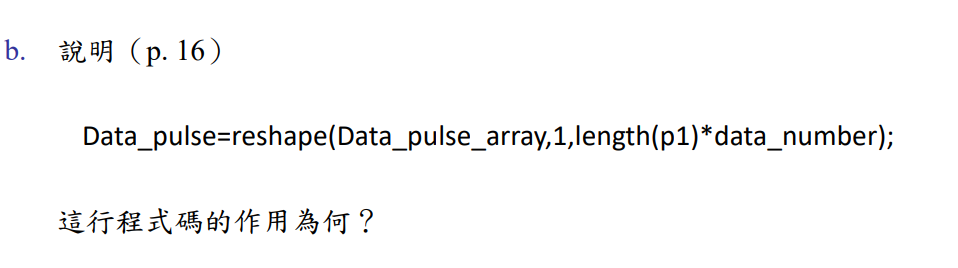 b. 說明（p. 16）
Data_pulse=reshape(Data_pulse_array,1,length(p1)*data_number);
這行程式碼的作用為何？